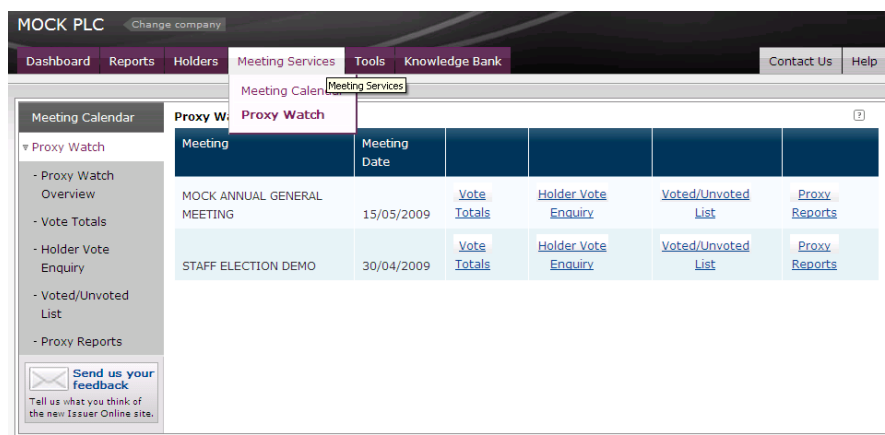 MOCK PLC Change company
Dashboard Reports Holders Meeting Services Tools Knowledge Bank Contact Us Help
Meeting Calendar
Meeting Services
Proxy Watch
Meeting Calendar
Proxy Watch
- Proxy Watch
Overview
- Vote Totals
- Holder Vote
Enquiry
- Voted/Unvoted
List
- Proxy Reports
Send us your
feedback
Tell us what you think of
the new Issuer Online site.
Proxy W
?
Meeting Meeting
Date
MOCK ANNUAL GENERAL
MEETING 15/05/2009 Vote
Totals Holder Vote
Enquiry Voted/Unvoted
List Proxy
Reports
STAFF ELECTION DEMO 30/04/2009 Vote
Totals Holder Vote
Enquiry Voted/Unvoted
List Proxy
Reports